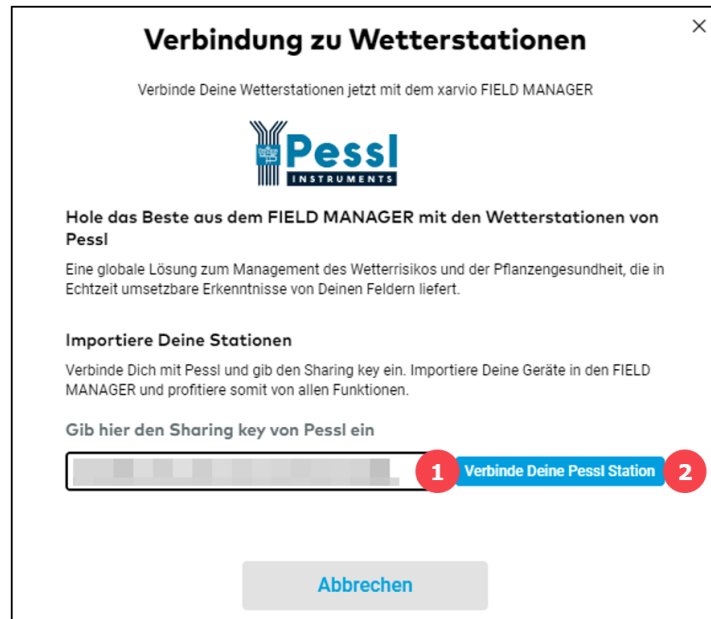 Verbindung zu Wetterstationen
Verbinde Deine Wetterstationen jetzt mit dem xarvio FIELD MANAGER
Pessl
INSTRUMENTS
Hole das Beste aus dem FIELD MANAGER mit den Wetterstationen von
Pessl
Eine globale Lösung zum Management des Wetterrisikos und der Pflanzengesundheit, die in
Echtzeit umsetzbare Erkenntnisse von Deinen Feldern liefert.
Importiere Deine Stationen
Verbinde Dich mit Pessl und gib den Sharing key ein. Importiere Deine Geräte in den FIELD
MANAGER und profitiere somit von allen Funktionen.
Gib hier den Sharing key von Pessl ein
1 Verbinde Deine Pessl Station 2
Abbrechen